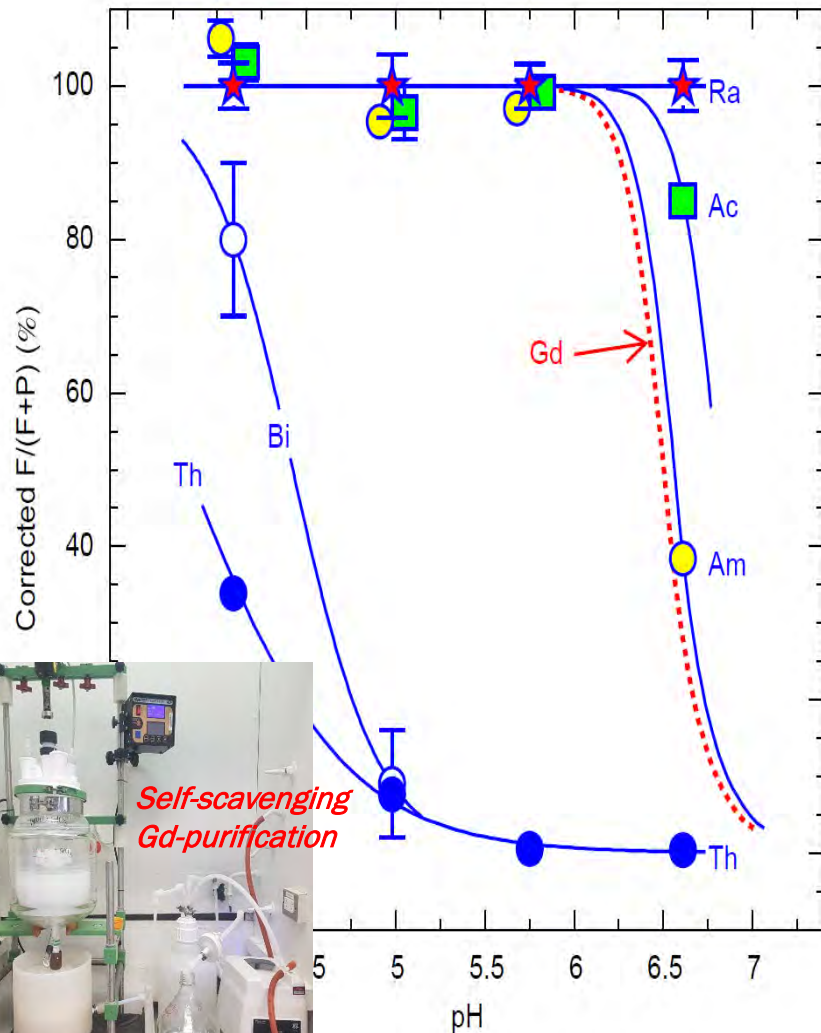 100
80
60
40
Corrected F/(F+P) (%)
Ra
Ac
Gd
Bi
Th
Am
Th
Self-scavenging
Gd-purification
5
5
5.5
6
6.5
7
pH